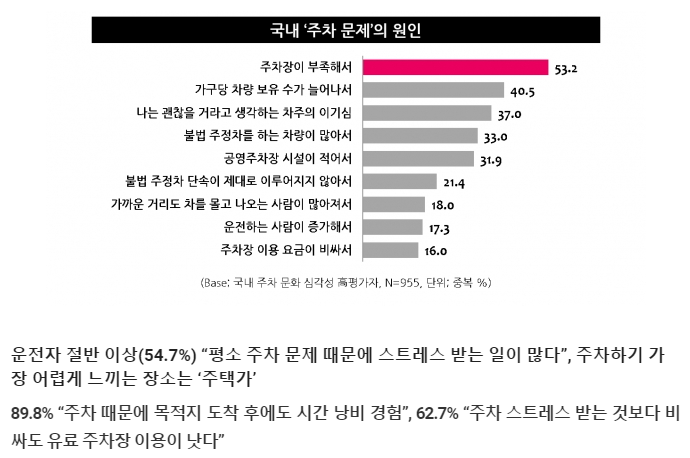 국내 ‘주차 문제’의 원인
주차장이 부족해서 53.2
가구당 차량 보유 수가 늘어나서 40.5
나는 괜찮을 거라고 생각하는 차주의 이기심 37.0
불법 주정차를 하는 차량이 많아서 33.0
공영주차장 시설이 적어서 31.9
불법 주정차 단속이 제대로 이루어지지 않아서 21.4
가까운 거리도 차를 몰고 나오는 사람이 많아져서 18.0
운전하는 사람이 증가해서 17.3
주차장 이용 요금이 비싸서 16.0
(Base: 국내 주차 문화 심각성 高평가자, N=955, 단위: 중복 %)
운전자 절반 이상(54.7%) “평소 주차 문제 때문에 스트레스 받는 일이 많다”, 주차하기 가
장 어렵게 느끼는 장소는 ‘주택가’
89.8% “주차 때문에 목적지 도착 후에도 시간 낭비 경험”, 62.7% “주차 스트레스 받는 것보다 비
싸도 유료 주차장 이용이 낫다”